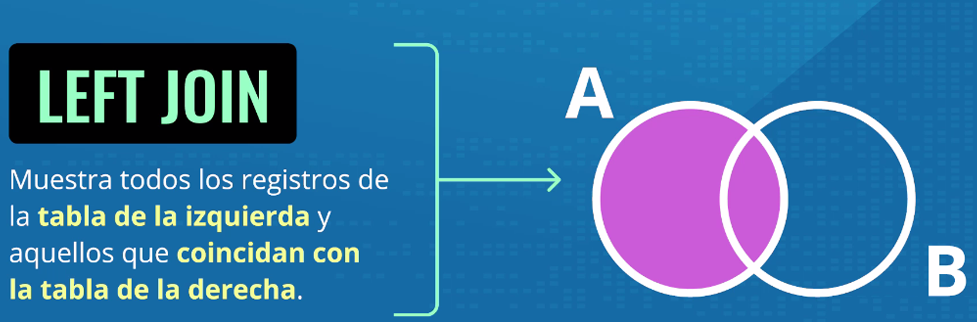 LEFT JOIN
Muestra todos los registros de
la tabla de la izquierda y
aquellos que coincidan con
la tabla de la derecha.
A
B